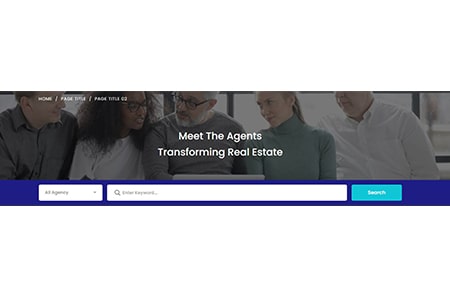 HOME / PAGE TITLE / PAGE TITLE 02
Meet The Agents
Transforming Real Estate
All Agency
Enter Keyword...
Search